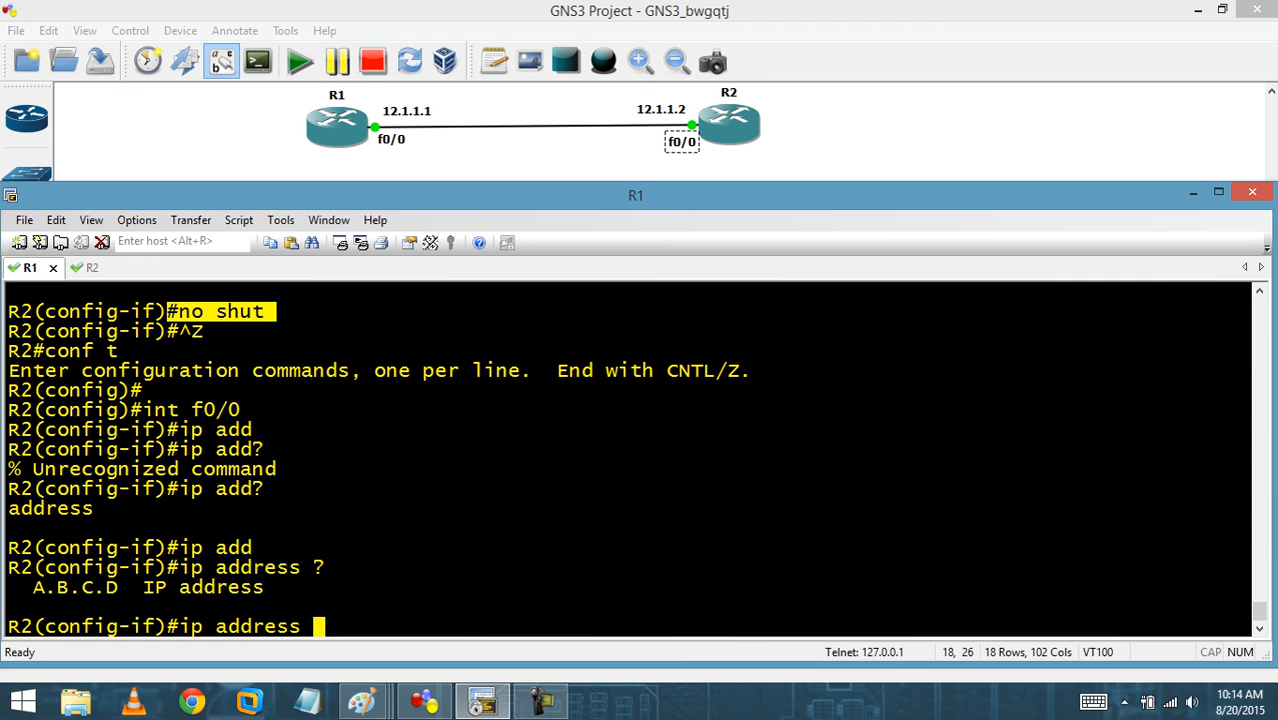 GNS3 Project - GNS3_bwgqtj
File Edit View Control Device Annotate Tools Help
R1 R2
12.1.1.1 12.1.1.2
f0/0 f0/0
R1
File Edit View Options Transfer Script Tools Window Help
Enter host <Alt+R>
R1 R2
R2(config-if)#no shut
R2(config-if)#^Z
R2#conf t
Enter configuration commands, one per line. End with CNTL/Z.
R2(config)#
R2(config)#int f0/0
R2(config-if)#ip add
R2(config-if)#ip add?
% Unrecognized command
R2(config-if)#ip add?
address
R2(config-if)#ip add
R2(config-if)#ip address ?
A.B.C.D IP address
R2(config-if)#ip address
Ready Telnet: 127.0.0.1 18, 26 18 Rows, 102 Cols VT100 CAP NUM
10:14 AM
8/20/2015